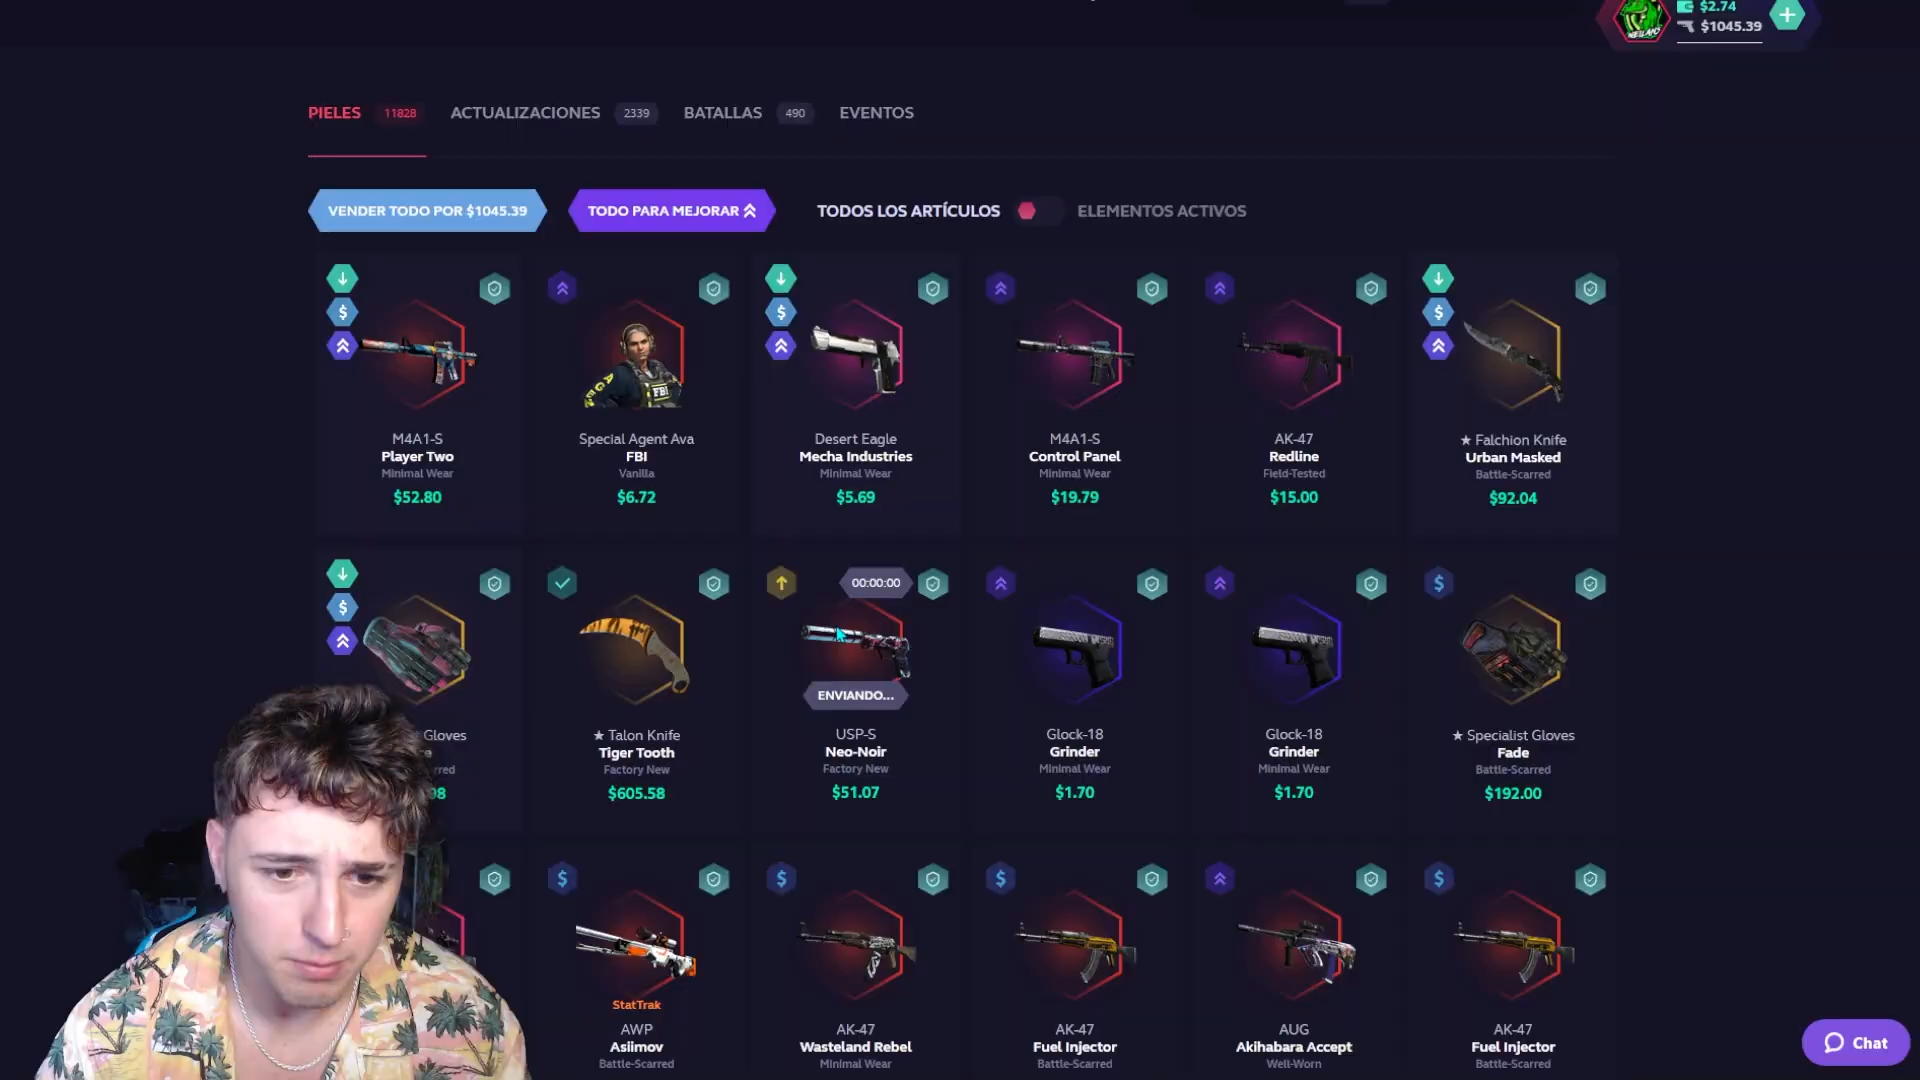 $2.74
$1045.39
PIELES 11828 ACTUALIZACIONES 2339 BATALLAS 490 EVENTOS
VENDER TODO POR $1045.39 TODO PARA MEJORAR TODOS LOS ARTÍCULOS ELEMENTOS ACTIVOS
M4A1-S
Player Two
Minimal Wear
$52.80
Special Agent Ava
FBI
Vanilla
$6.72
Desert Eagle
Mecha Industries
Minimal Wear
$5.69
M4A1-S
Control Panel
Minimal Wear
$19.79
AK-47
Redline
Field-Tested
$15.00
★ Falchion Knife
Urban Masked
Battle-Scarred
$92.04
Gloves
★ Talon Knife
Tiger Tooth
Factory New
$605.58
00:00:00
ENVIANDO...
USP-S
Neo-Noir
Factory New
$51.07
Glock-18
Grinder
Minimal Wear
$1.70
Glock-18
Grinder
Minimal Wear
$1.70
★ Specialist Gloves
Fade
Battle-Scarred
$192.00
StatTrak
AWP
Asiimov
Battle-Scarred
AK-47
Wasteland Rebel
Minimal Wear
AK-47
Fuel Injector
Battle-Scarred
AUG
Akihabara Accept
Well-Worn
AK-47
Fuel Injector
Battle-Scarred
Chat